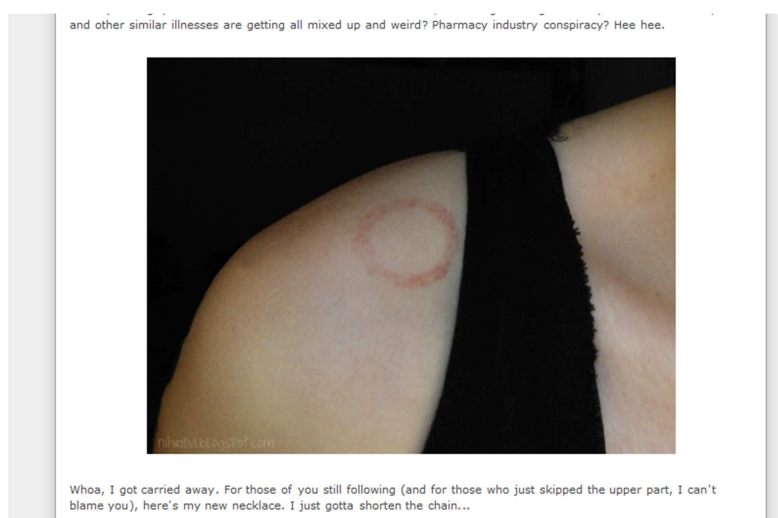 and other similar illnesses are getting all mixed up and weird? Pharmacy industry conspiracy? Hee hee.
Whoa, I got carried away. For those of you still following (and for those who just skipped the upper part, I can't
blame you), here's my new necklace. I just gotta shorten the chain...